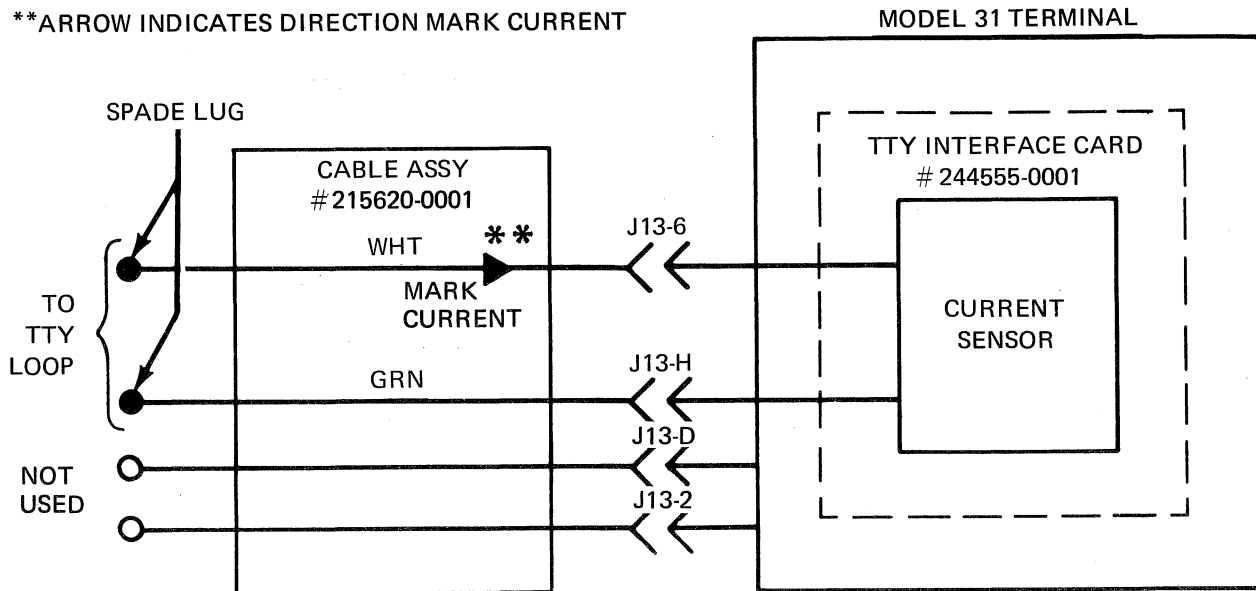 **ARROW INDICATES DIRECTION MARK CURRENT
MODEL 31 TERMINAL
SPADE LUG
CABLE ASSY
#215620-0001
TTY INTERFACE CARD
#244555-0001
WHT
**
MARK
CURRENT
J13-6
TO
TTY
LOOP
CURRENT
SENSOR
GRN
J13-H
J13-D
NOT
USED
J13-2